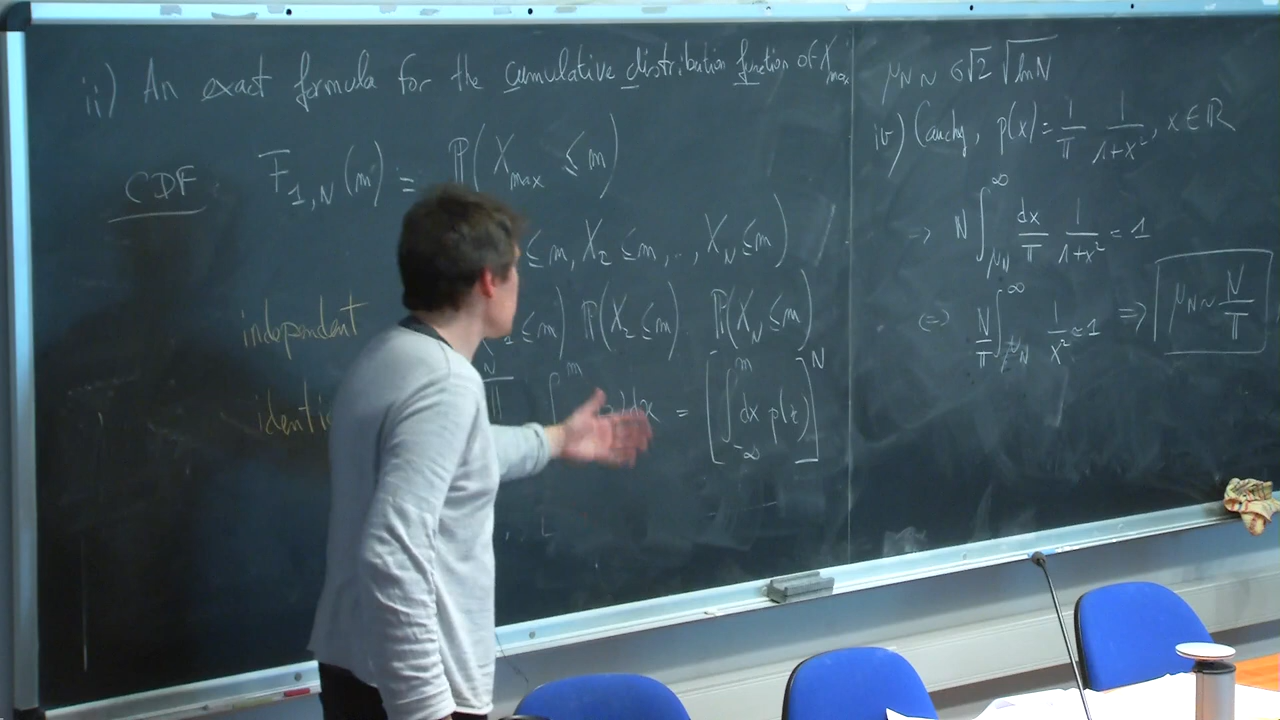 ii) An exact formula for the cumulative distribution function of X_max
CDF F_{1,N}(m) = ℙ(X_max ≤ m)
≤ m, X_2 ≤ m, .., X_N ≤ m)
independent ≤ m) ℙ(X_2 ≤ m) ℙ(X_N ≤ m)
∫^m dx = [∫_{-∞}^m dx p(x)]^N
μ_N ~ σ√2 √lnN
iv) Cauchy, p(x) = 1/π 1/(1+x²), x ∈ ℝ
⇒ N ∫_{μ_N}^∞ dx/π 1/(1+x²) = 1
⇔ N/π ∫_{μ_N}^∞ 1/x² ≈ 1 ⇒ μ_N ~ N/π